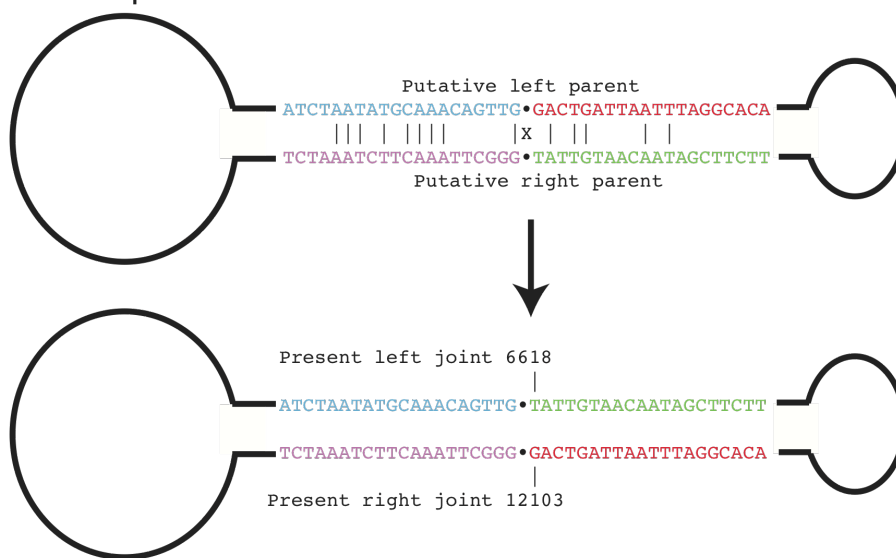 Putative left parent
ATCTAATATGCAAACAGTTG•GACTGATTAATTTAGGCACA
||| | |||| |x | || | |
TCTAAATCTTCAAATTCGGG•TATTGTAACAATAGCTTCTT
Putative right parent
Present left joint 6618
|
ATCTAATATGCAAACAGTTG•TATTGTAACAATAGCTTCTT
TCTAAATCTTCAAATTCGGG•GACTGATTAATTTAGGCACA
|
Present right joint 12103